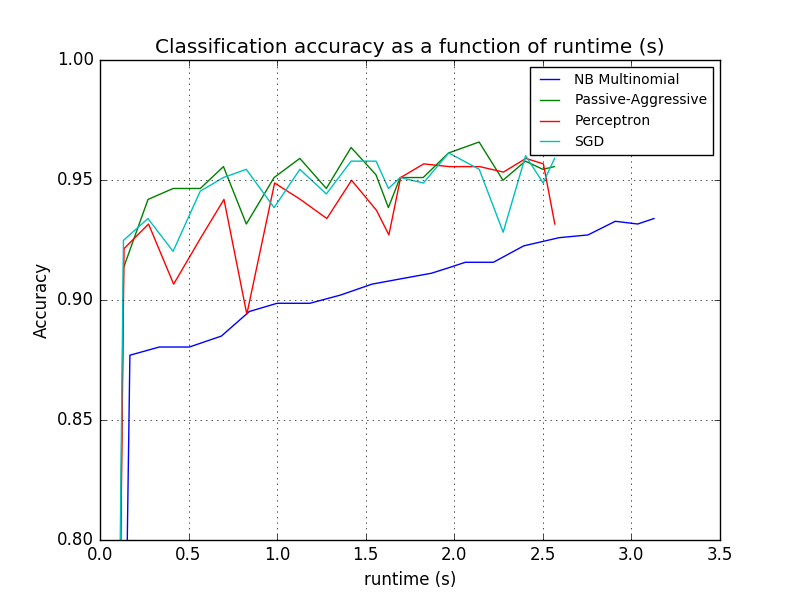 Classification accuracy as a function of runtime (s)
NB Multinomial
Passive-Aggressive
Perceptron
SGD
1.00
0.95
0.90
0.85
0.80
Accuracy
0.0 0.5 1.0 1.5 2.0 2.5 3.0 3.5
runtime (s)